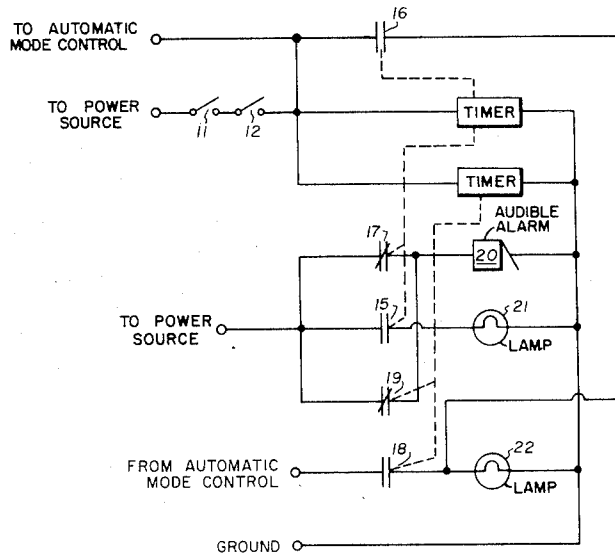 16
TO AUTOMATIC
MODE CONTROL
TO POWER
SOURCE
11
12
TIMER
TIMER
AUDIBLE
ALARM
17
20
15
21
TO POWER
SOURCE
LAMP
19
18
22
FROM AUTOMATIC
MODE CONTROL
LAMP
GROUND